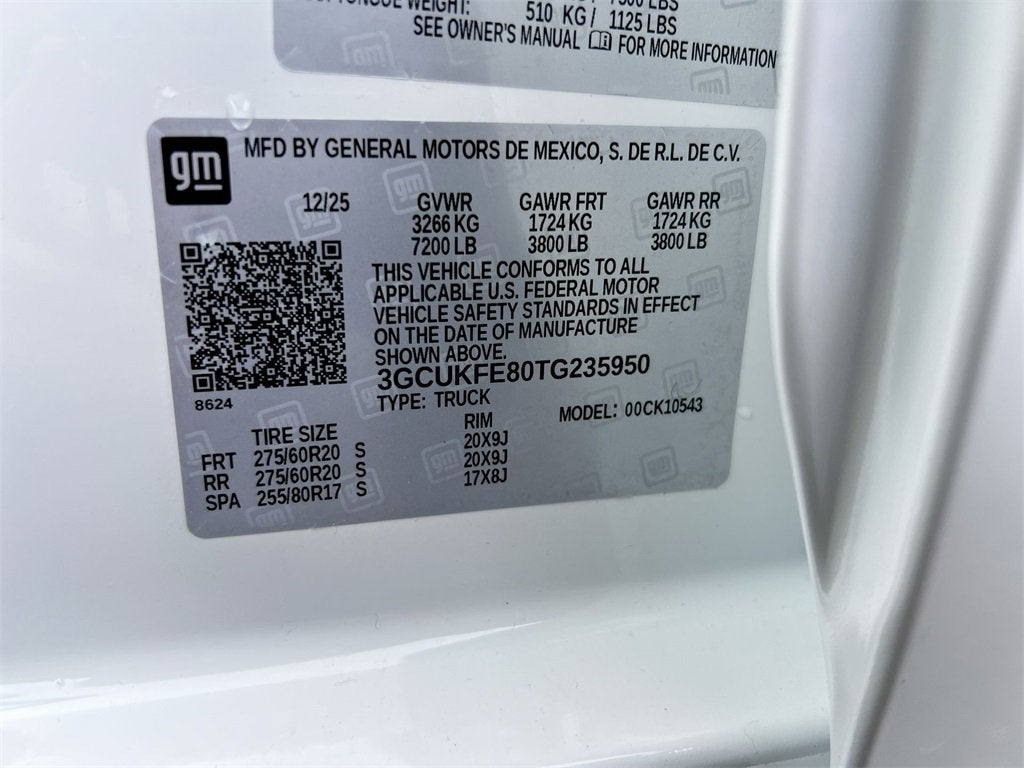 TONGUE WEIGHT: 510 KG/ 1125 LBS
SEE OWNER'S MANUAL FOR MORE INFORMATION
gm
MFD BY GENERAL MOTORS DE MEXICO, S. DE R.L. DE C.V.
12/25 GVWR GAWR FRT GAWR RR
3266 KG 1724 KG 1724 KG
7200 LB 3800 LB 3800 LB
THIS VEHICLE CONFORMS TO ALL
APPLICABLE U.S. FEDERAL MOTOR
VEHICLE SAFETY STANDARDS IN EFFECT
ON THE DATE OF MANUFACTURE
SHOWN ABOVE.
3GCUKFE80TG235950
8624
TYPE: TRUCK MODEL: 00CK10543
TIRE SIZE RIM
FRT 275/60R20 S 20X9J
RR 275/60R20 S 20X9J
SPA 255/80R17 S 17X8J